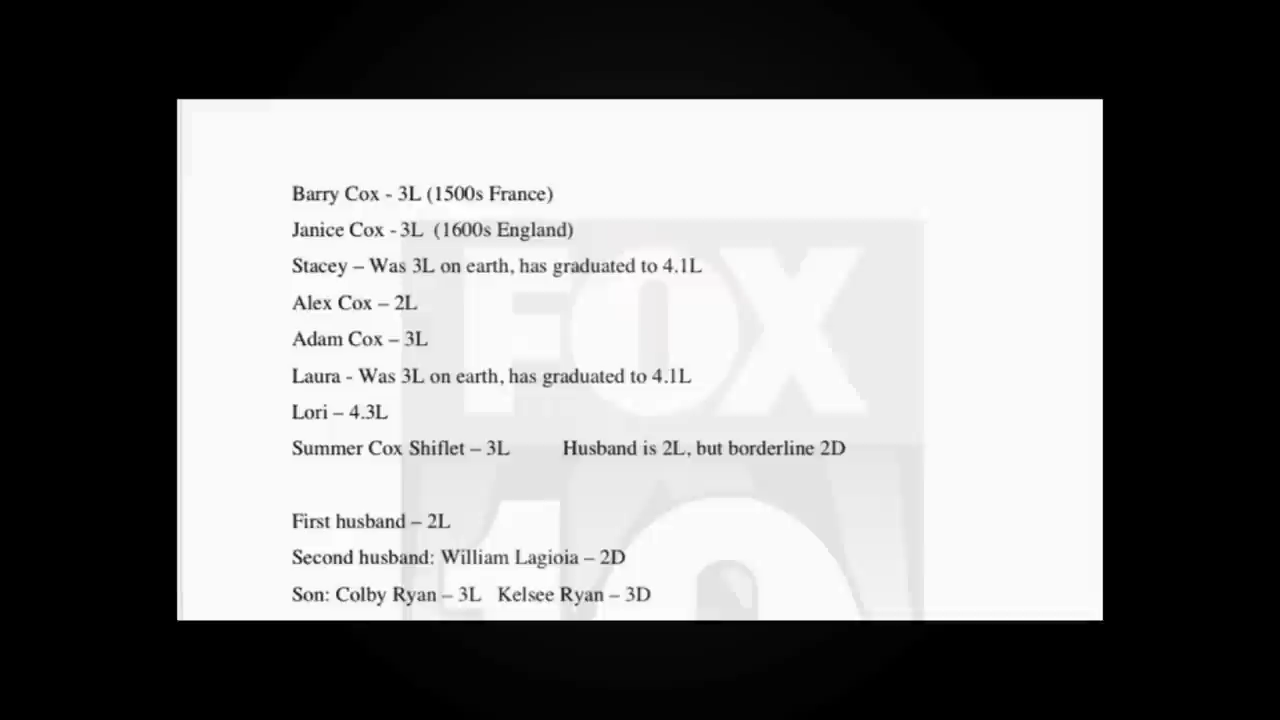 Barry Cox - 3L (1500s France)
Janice Cox - 3L (1600s England)
Stacey – Was 3L on earth, has graduated to 4.1L
Alex Cox – 2L
Adam Cox – 3L
Laura - Was 3L on earth, has graduated to 4.1L
Lori – 4.3L
Summer Cox Shiflet – 3L Husband is 2L, but borderline 2D
First husband – 2L
Second husband: William Lagioia – 2D
Son: Colby Ryan – 3L Kelsee Ryan – 3D
FOX
10